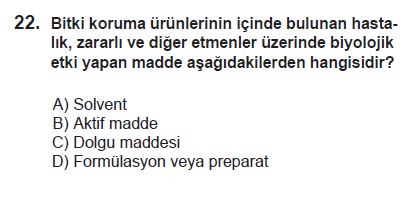 22. Bitki koruma ürünlerinin içinde bulunan hasta-
lık, zararlı ve diğer etmenler üzerinde biyolojik
etki yapan madde aşağıdakilerden hangisidir?
A) Solvent
B) Aktif madde
C) Dolgu maddesi
D) Formülasyon veya preparat